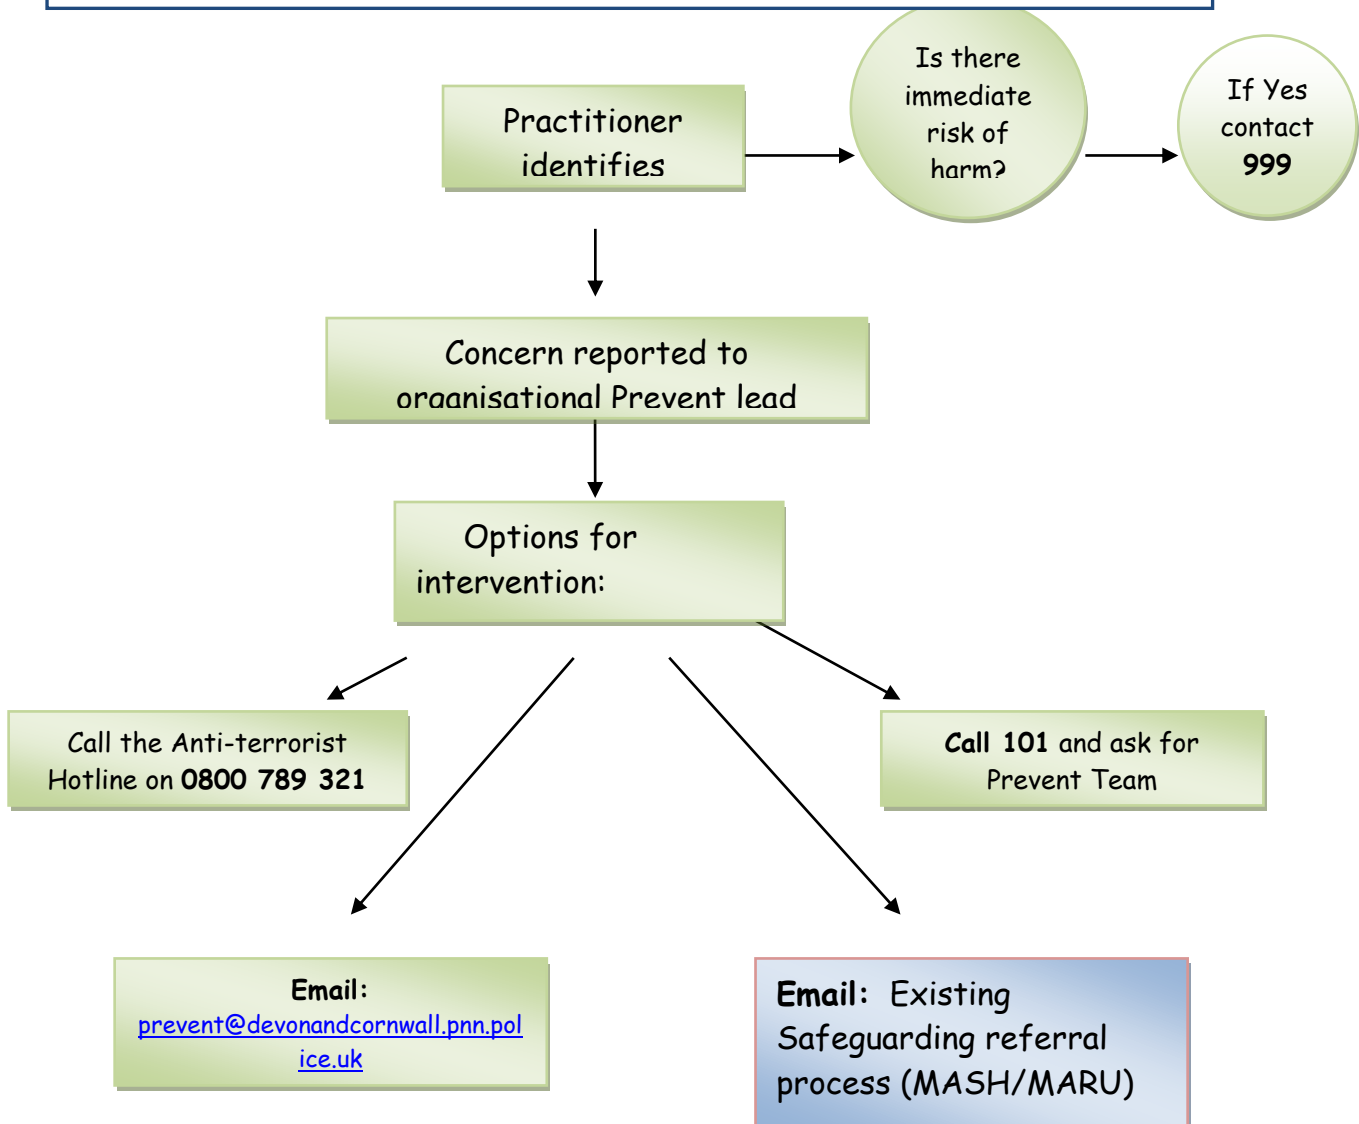 Practitioner
identifies
Is there
immediate
risk of
harm?
If Yes
contact
999
Concern reported to
organisational Prevent lead
Options for
intervention:
Call the Anti-terrorist
Hotline on 0800 789 321
Call 101 and ask for
Prevent Team
Email:
prevent@devonandcornwall.pnn.pol
ice.uk
Email: Existing
Safeguarding referral
process (MASH/MARU)